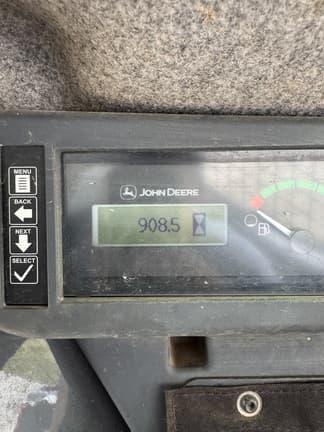 MENU
BACK
NEXT
SELECT
JOHN DEERE
908.5